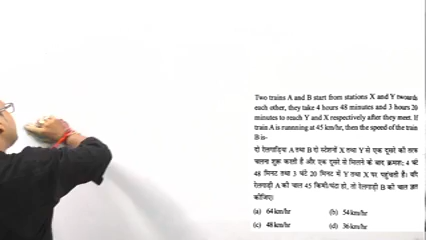 Two trains A and B start from stations X and Y towards
each other, they take 4 hours 48 minutes and 3 hours 20
minutes to reach Y and X respectively after they meet. If
train A is running at 45 km/hr, then the speed of the train
B is-
दो रेलगाड़ियां A तथा B दो स्टेशनों X तथा Y से एक दूसरे की तरफ
चलना शुरू करती है और एक दूसरे से मिलने के बाद क्रमशः 4 घंटे
48 मिनट तथा 3 घंटे 20 मिनट में Y तथा X पर पहुंचती है। यदि
रेलगाड़ी A की चाल 45 किमी/घंटा हो, तो रेलगाड़ी B की चाल ज्ञात
कीजिए।
(a) 64 km/hr (b) 54 km/hr
(c) 48 km/hr (d) 36 km/hr